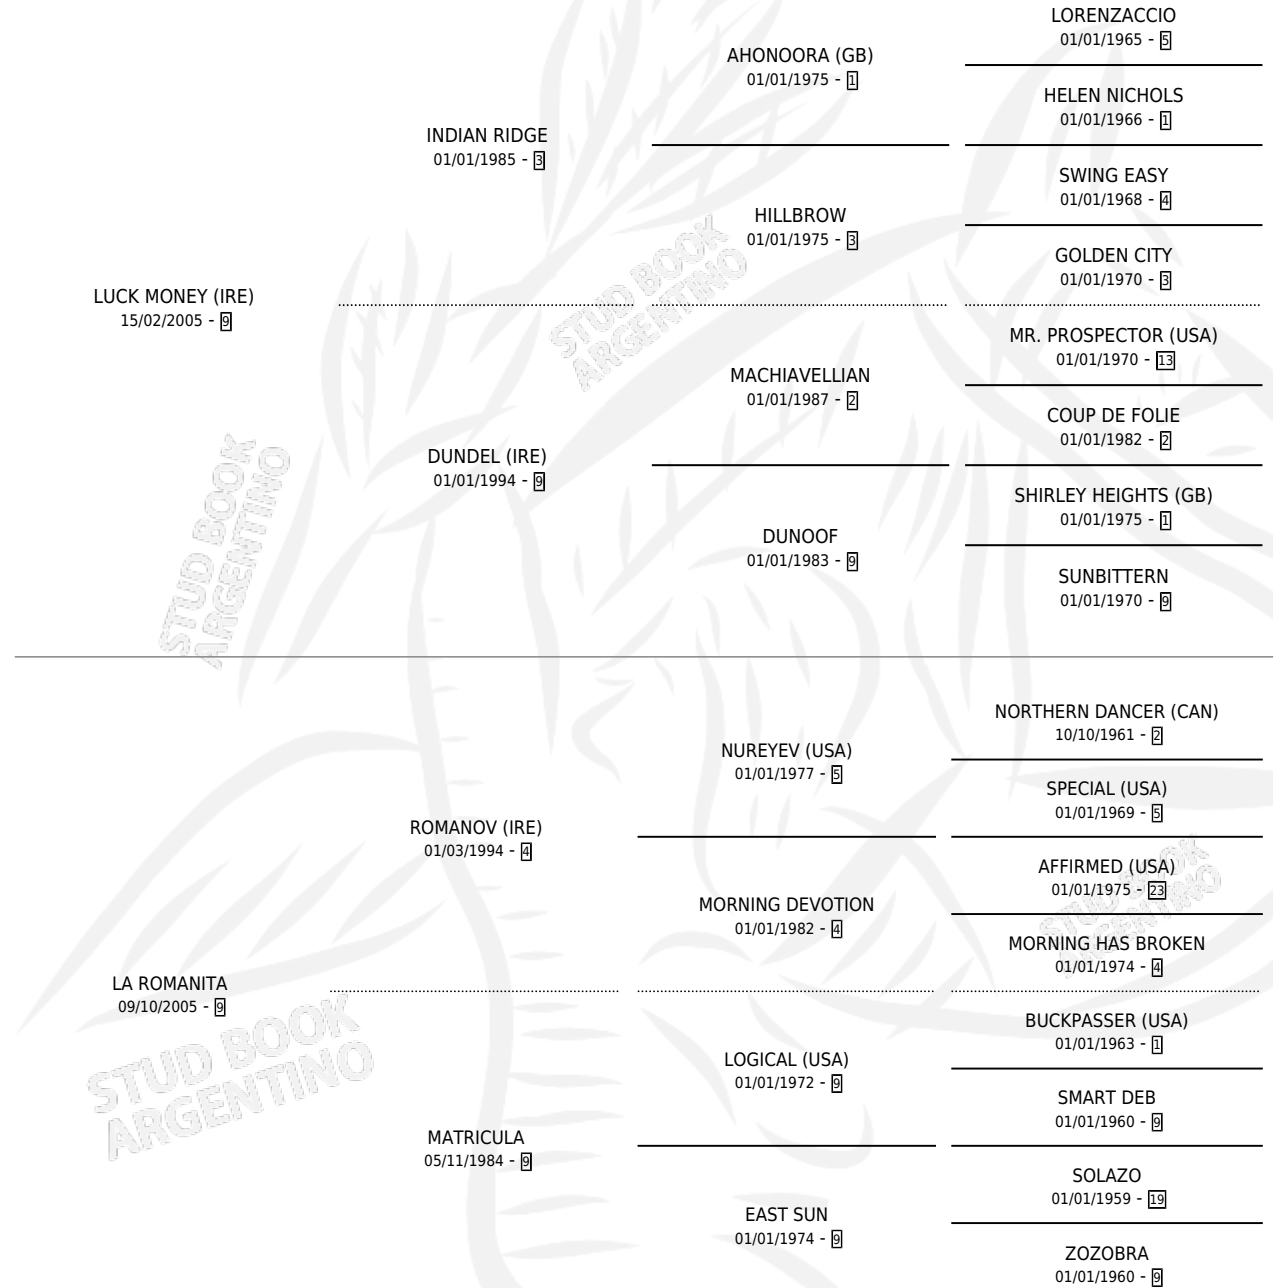 LORENZACCIO
01/01/1965 - 5
AHONOORA (GB)
01/01/1975 - 1
HELEN NICHOLS
01/01/1966 - 1
INDIAN RIDGE
01/01/1985 - 3
SWING EASY
01/01/1968 - 4
HILLBROW
01/01/1975 - 3
GOLDEN CITY
01/01/1970 - 3
LUCK MONEY (IRE)
15/02/2005 - 9
MR. PROSPECTOR (USA)
01/01/1970 - 13
MACHIAVELLIAN
01/01/1987 - 2
COUP DE FOLIE
01/01/1982 - 2
DUNDEL (IRE)
01/01/1994 - 9
SHIRLEY HEIGHTS (GB)
01/01/1975 - 1
DUNOOF
01/01/1983 - 9
SUNBITTERN
01/01/1970 - 9
NORTHERN DANCER (CAN)
10/10/1961 - 2
NUREYEV (USA)
01/01/1977 - 5
SPECIAL (USA)
01/01/1969 - 5
ROMANOV (IRE)
01/03/1994 - 4
AFFIRMED (USA)
01/01/1975 - 23
MORNING DEVOTION
01/01/1982 - 4
MORNING HAS BROKEN
01/01/1974 - 4
LA ROMANITA
09/10/2005 - 9
BUCKPASSER (USA)
01/01/1963 - 1
LOGICAL (USA)
01/01/1972 - 9
SMART DEB
01/01/1960 - 9
MATRICULA
05/11/1984 - 9
SOLAZO
01/01/1959 - 19
EAST SUN
01/01/1974 - 9
ZOZOBRA
01/01/1960 - 9
STUD BOOK
ARGENTINO
STUD BOOK
ARGENTINO
STUD BOOK
ARGENTINO
STUD BOOK
ARGENTINO